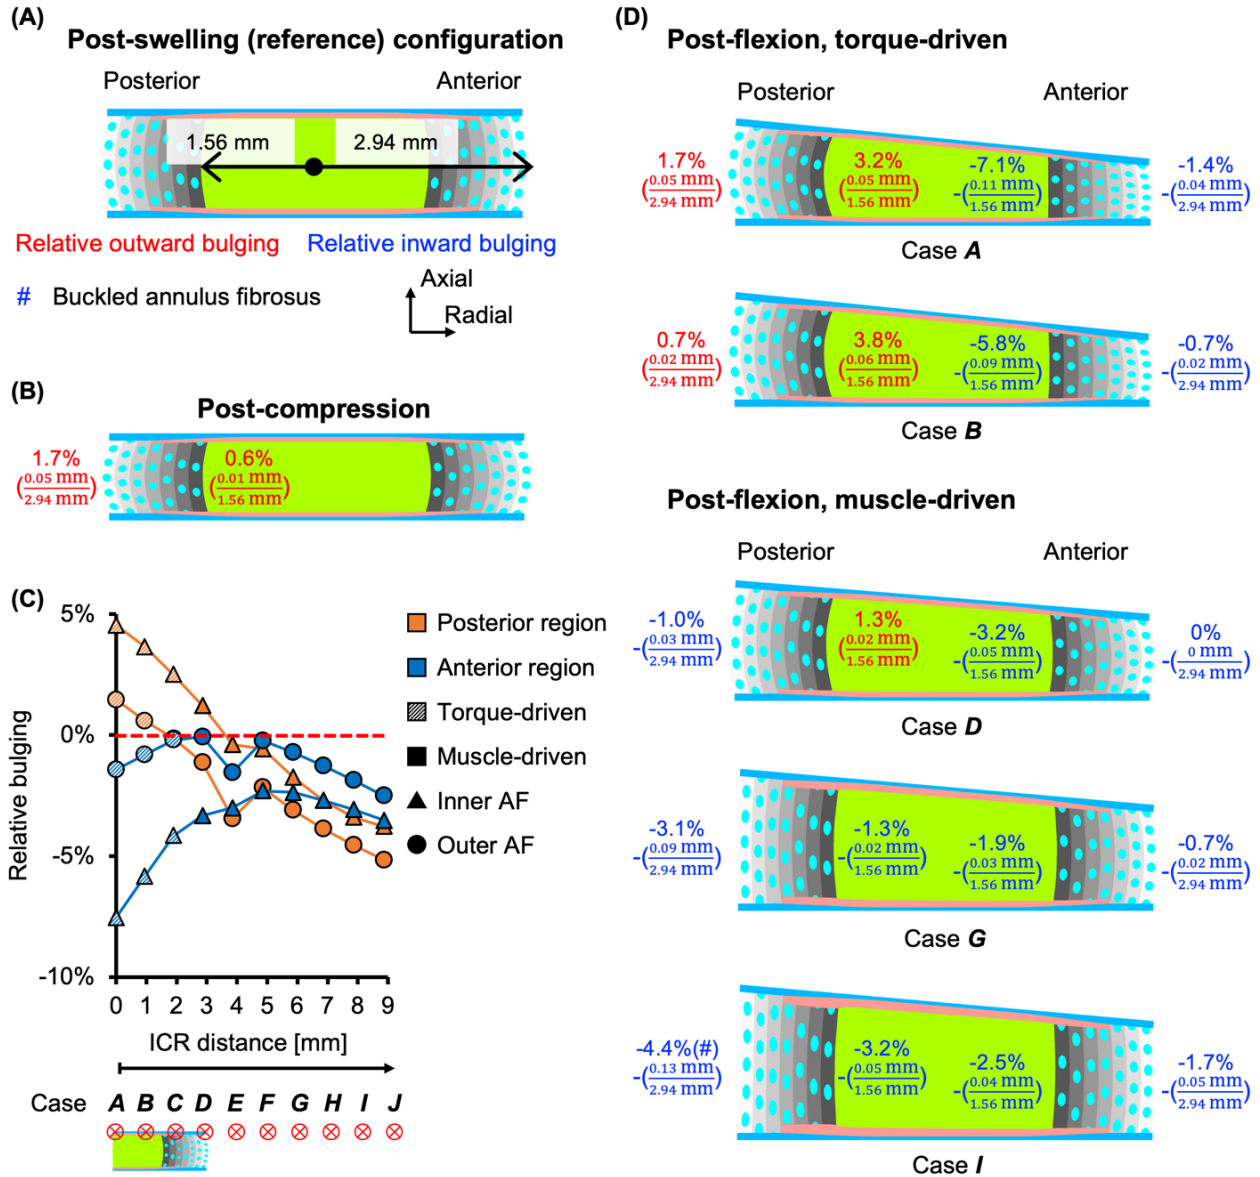 (A)
Post-swelling (reference) configuration
Posterior
Anterior
1.56 mm
2.94 mm
Relative outward bulging
Relative inward bulging
# Buckled annulus fibrosus
Axial
Radial
(B)
Post-compression
1.7%
(0.05 mm/2.94 mm)
0.6%
(0.01 mm/1.56 mm)
(C)
5%
0%
-5%
-10%
Relative bulging
0 1 2 3 4 5 6 7 8 9
ICR distance [mm]
Case A B C D E F G H I J
Posterior region
Anterior region
Torque-driven
Muscle-driven
Inner AF
Outer AF
(D)
Post-flexion, torque-driven
Posterior
Anterior
1.7%
(0.05 mm/2.94 mm)
3.2%
(0.05 mm/1.56 mm)
-7.1%
-(0.11 mm/1.56 mm)
-1.4%
-(0.04 mm/2.94 mm)
Case A
0.7%
(0.02 mm/2.94 mm)
3.8%
(0.06 mm/1.56 mm)
-5.8%
-(0.09 mm/1.56 mm)
-0.7%
-(0.02 mm/2.94 mm)
Case B
Post-flexion, muscle-driven
Posterior
Anterior
-1.0%
-(0.03 mm/2.94 mm)
1.3%
(0.02 mm/1.56 mm)
-3.2%
-(0.05 mm/1.56 mm)
0%
-(0 mm/2.94 mm)
Case D
-3.1%
-(0.09 mm/2.94 mm)
-1.3%
-(0.02 mm/1.56 mm)
-1.9%
-(0.03 mm/1.56 mm)
-0.7%
-(0.02 mm/2.94 mm)
Case G
-4.4%(#)
-(0.13 mm/2.94 mm)
-3.2%
-(0.05 mm/1.56 mm)
-2.5%
-(0.04 mm/1.56 mm)
-1.7%
-(0.05 mm/2.94 mm)
Case I